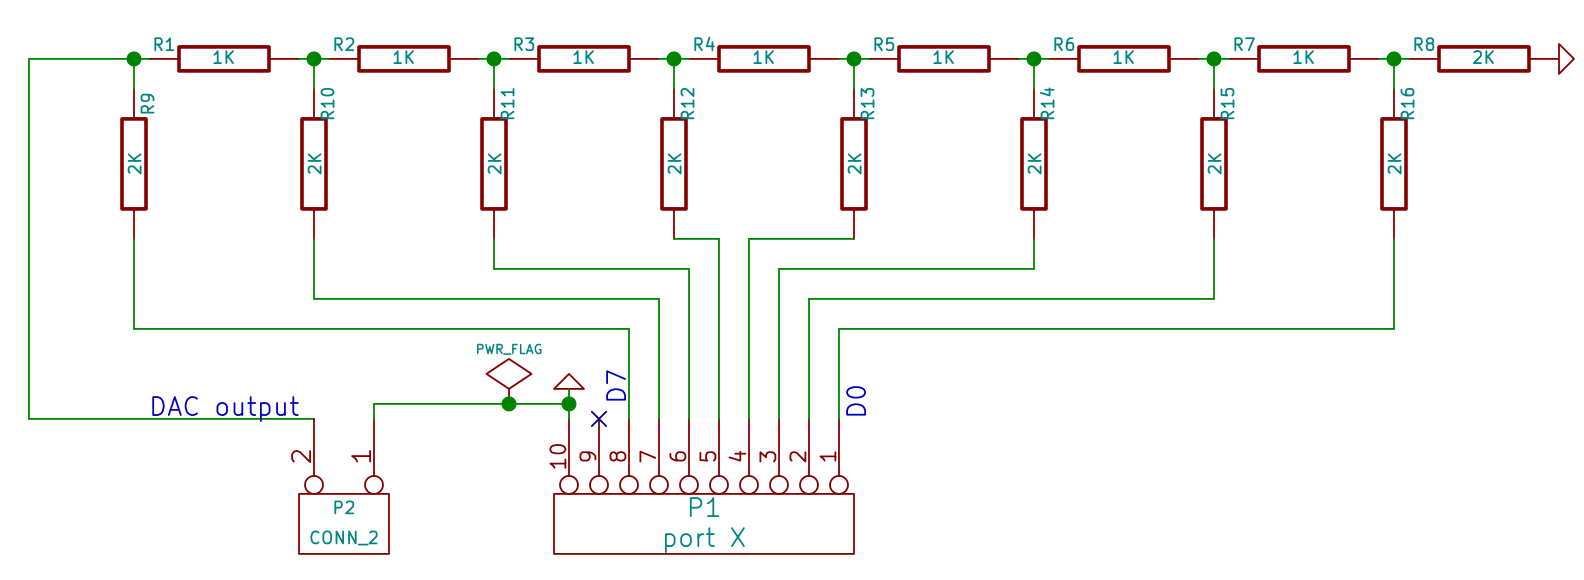 R1 R2 R3 R4 R5 R6 R7 R8
1K 1K 1K 1K 1K 1K 1K 2K
R9 R10 R11 R12 R13 R14 R15 R16
2K 2K 2K 2K 2K 2K 2K 2K
PWR_FLAG
D7 D0
DAC output
2 1 10 9 8 7 6 5 4 3 2 1
P2 P1
CONN_2 port X